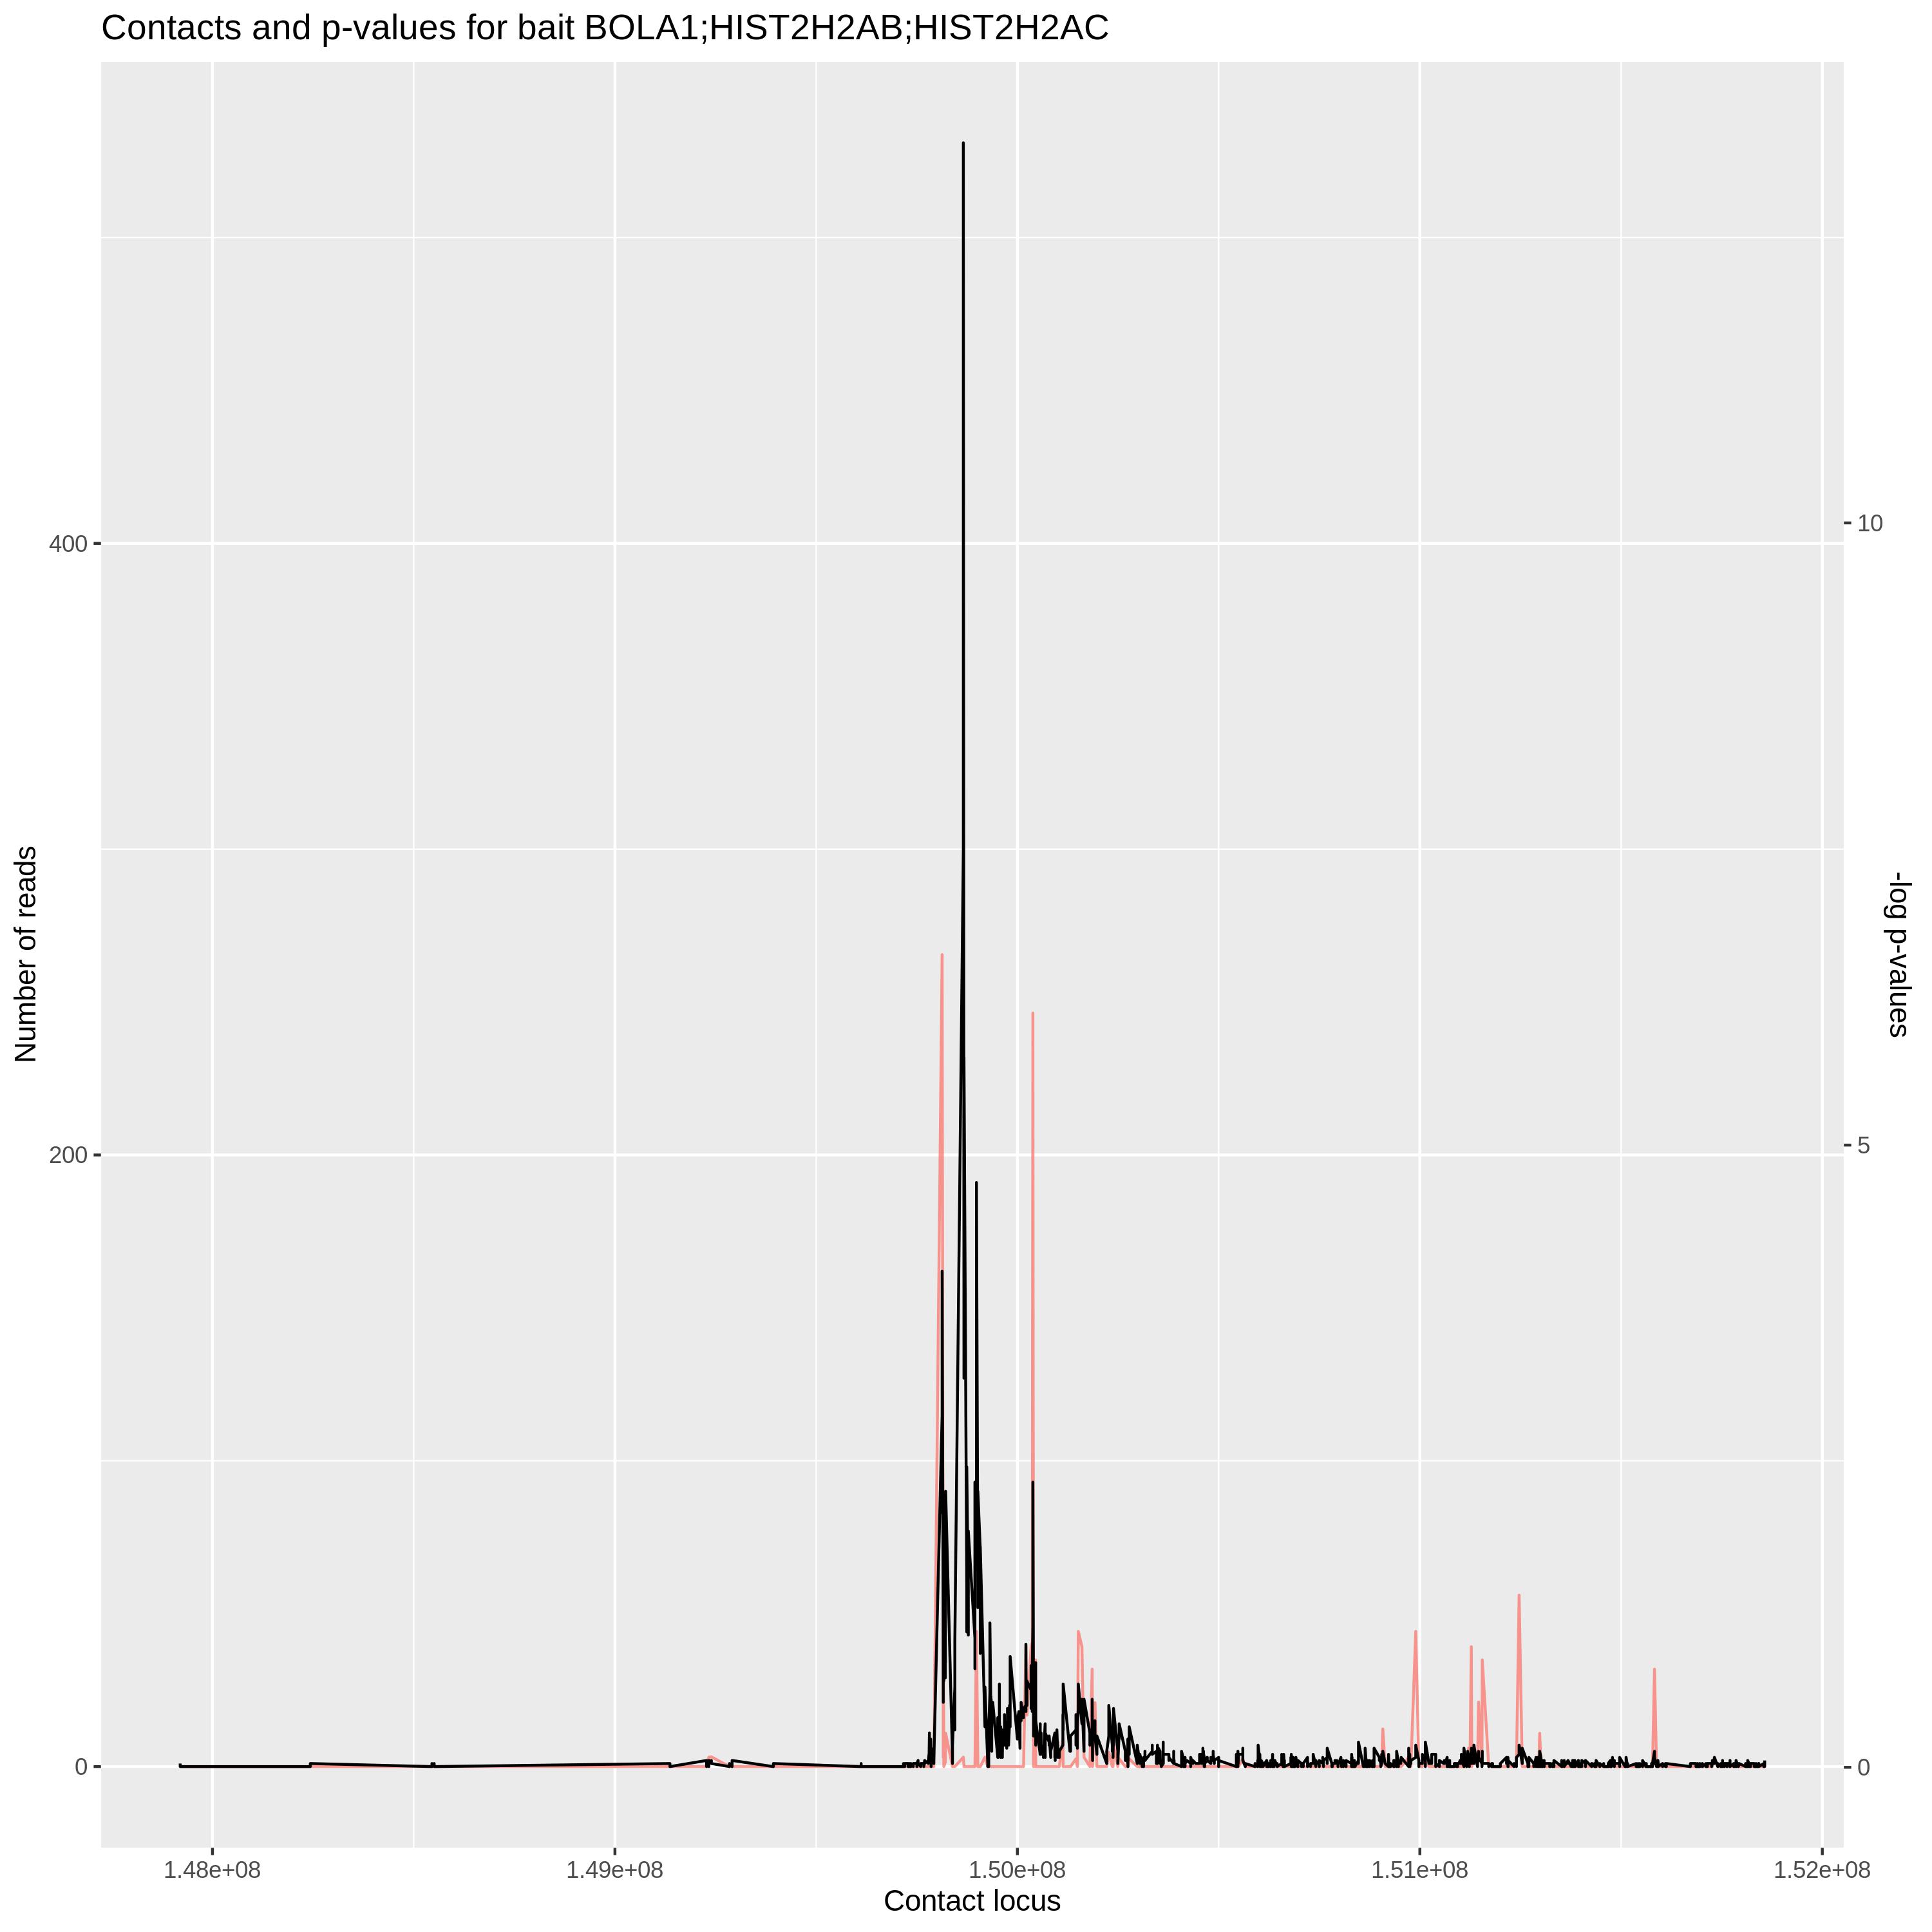 Contacts and p-values for bait BOLA1;HIST2H2AB;HIST2H2AC
Number of reads
400
200
0
10
5
0
-log p-values
1.48e+08
1.49e+08
1.50e+08
1.51e+08
1.52e+08
Contact locus